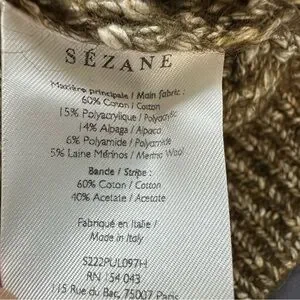 SÉZANE
Matière principale / Main fabric :
60% Coton / Cotton
15% Polyacrylique / Polyacrylic
14% Alpaga / Alpaca
6% Polyamide / Polyamide
5% Laine Mérinos / Merino Wool
Bande / Stripe :
60% Coton / Cotton
40% Acetate / Acetate
Fabriqué en Italie /
Made in Italy
S222PUL097H
RN 154 043
15 Rue du Bac, 75007 Paris